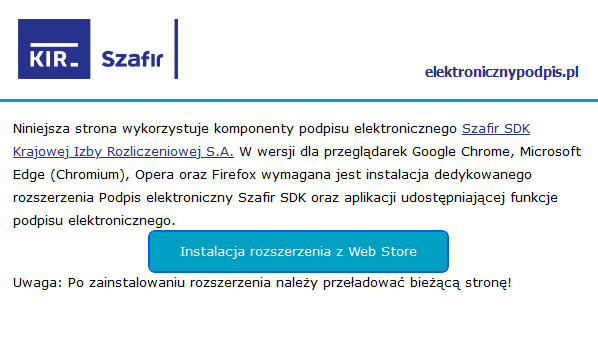 KIR
Szafir
elektronicznypodpis.pl
Niniejsza strona wykorzystuje komponenty podpisu elektronicznego Szafir SDK
Krajowej Izby Rozliczeniowej S.A. W wersji dla przeglądarek Google Chrome, Microsoft
Edge (Chromium), Opera oraz Firefox wymagana jest instalacja dedykowanego
rozszerzenia Podpis elektroniczny Szafir SDK oraz aplikacji udostępniającej funkcje
podpisu elektronicznego.
Instalacja rozszerzenia z Web Store
Uwaga: Po zainstalowaniu rozszerzenia należy przeładować bieżącą stronę!